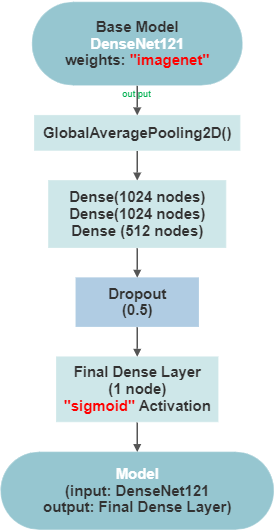 Base Model
DenseNet121
weights: "imagenet"
output
GlobalAveragePooling2D()
Dense(1024 nodes)
Dense(1024 nodes)
Dense (512 nodes)
Dropout
(0.5)
Final Dense Layer
(1 node)
"sigmoid" Activation
Model
(input: DenseNet121
output: Final Dense Layer)